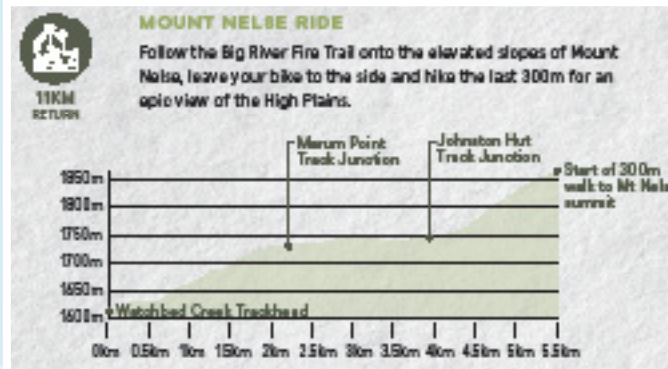 MOUNT NELSE RIDE
Follow the Big River Fire Trail onto the elevated slopes of Mount
Nelse, leave your bike to the side and hike the last 300m for an
epic view of the High Plains.
11KM
RETURN
Marum Point
Track Junction
Johnston Hut
Track Junction
Start of 300m
walk to Mt Nels
summit
1850m
1800m
1750m
1700m
1650m
1600m
Watchbed Creek Trackhead
0km 0.5km 1km 1.5km 2km 2.5km 3km 3.5km 4km 4.5km 5km 5.5km